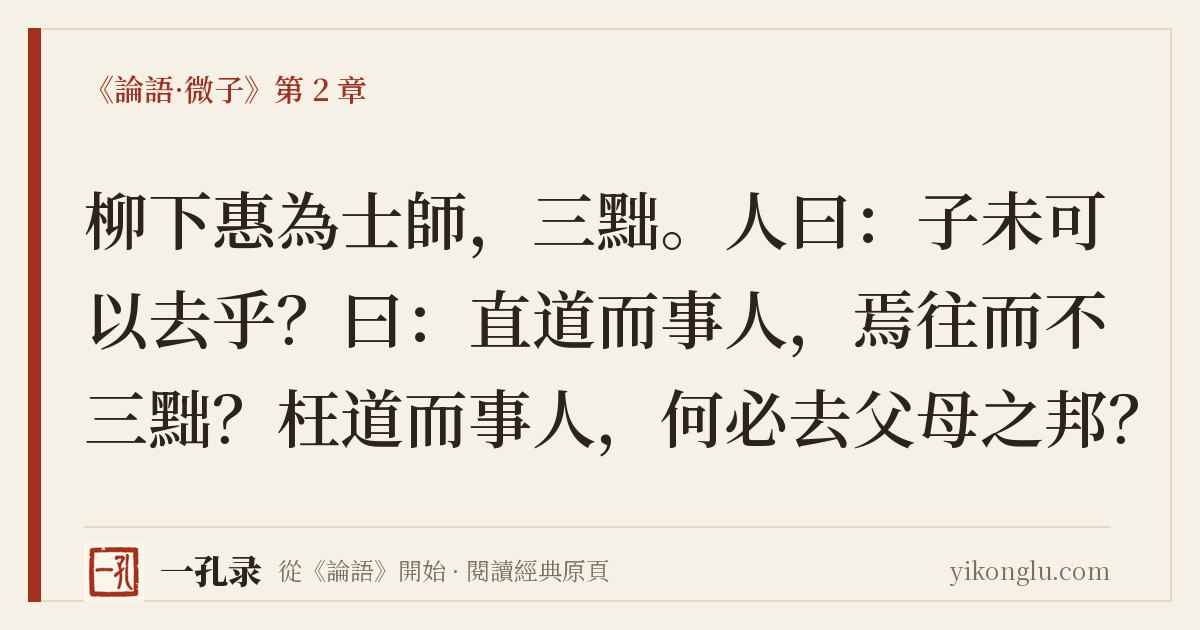 《論語·微子》第 2 章
柳下惠為士師，三黜。人曰：子未可
以去乎？曰：直道而事人，焉往而不
三黜？枉道而事人，何必去父母之邦？
一孔
一孔录 從《論語》開始 · 閱讀經典原頁 yikonglu.com